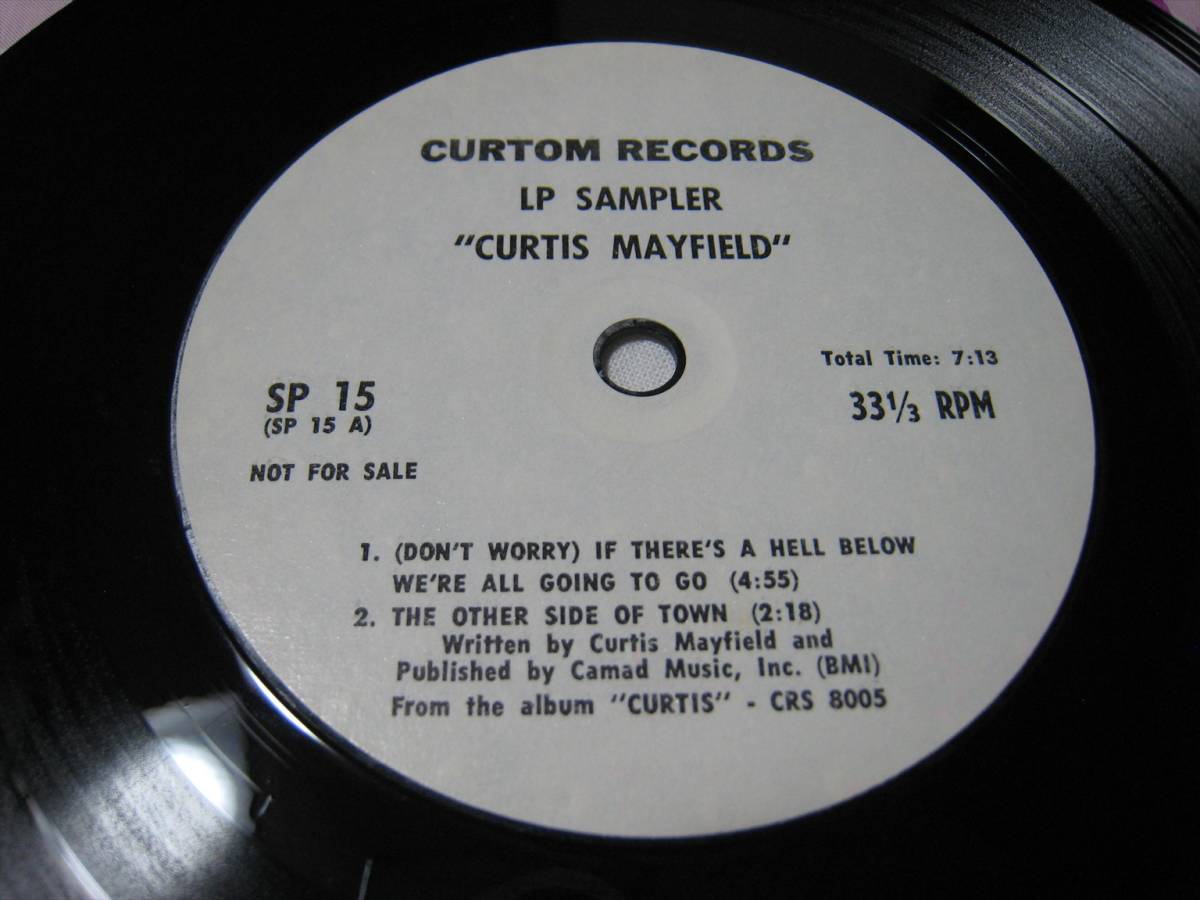 CURTOM RECORDS
LP SAMPLER
"CURTIS MAYFIELD"
Total Time: 7:13
33⅓ RPM
SP 15
(SP 15 A)
NOT FOR SALE
1. (DON'T WORRY) IF THERE'S A HELL BELOW
WE'RE ALL GOING TO GO (4:55)
2. THE OTHER SIDE OF TOWN (2:18)
Written by Curtis Mayfield and
Published by Camad Music, Inc. (BMI)
From the album "CURTIS" - CRS 8005